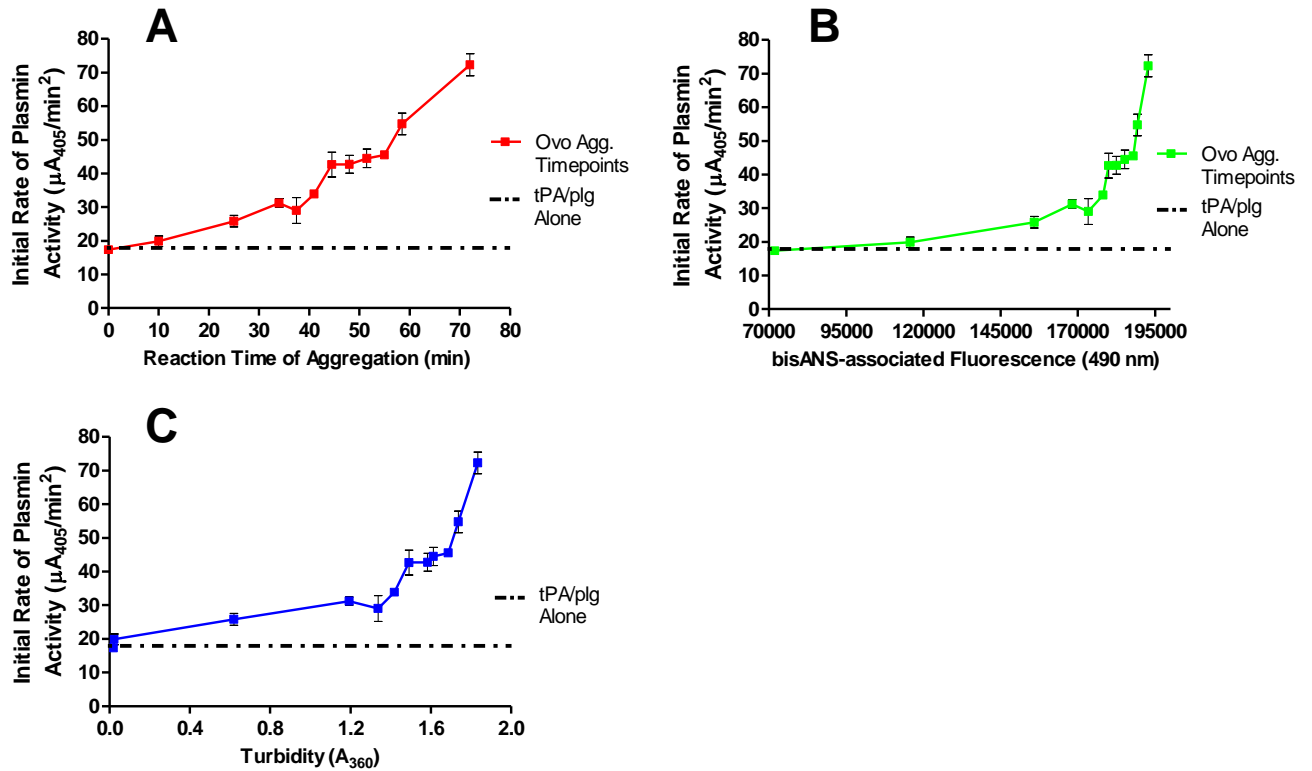 A
Initial Rate of Plasmin
Activity (μA405/min2)
80
70
60
50
40
30
20
10
0
0 10 20 30 40 50 60 70 80
Reaction Time of Aggregation (min)
Ovo Agg.
Timepoints
tPA/plg
Alone
B
Initial Rate of Plasmin
Activity (μA405/min2)
80
70
60
50
40
30
20
10
0
70000 95000 120000 145000 170000 195000
bisANS-associated Fluorescence (490 nm)
Ovo Agg.
Timepoints
tPA/plg
Alone
C
Initial Rate of Plasmin
Activity (μA405/min2)
80
70
60
50
40
30
20
10
0
0.0 0.4 0.8 1.2 1.6 2.0
Turbidity (A360)
tPA/plg
Alone